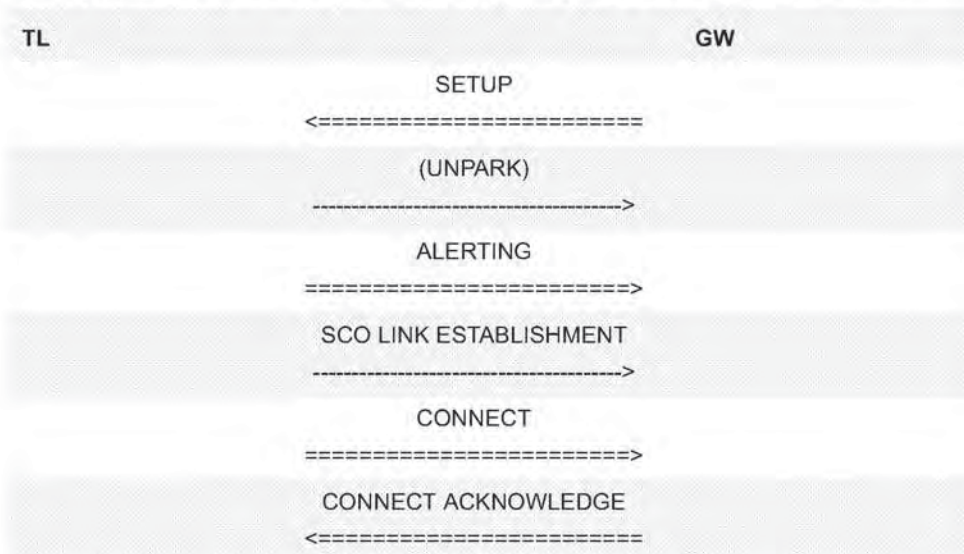 TL GW
SETUP
<========================
(UNPARK)
---------------------------------------->
ALERTING
========================>
SCO LINK ESTABLISHMENT
---------------------------------------->
CONNECT
========================>
CONNECT ACKNOWLEDGE
<========================